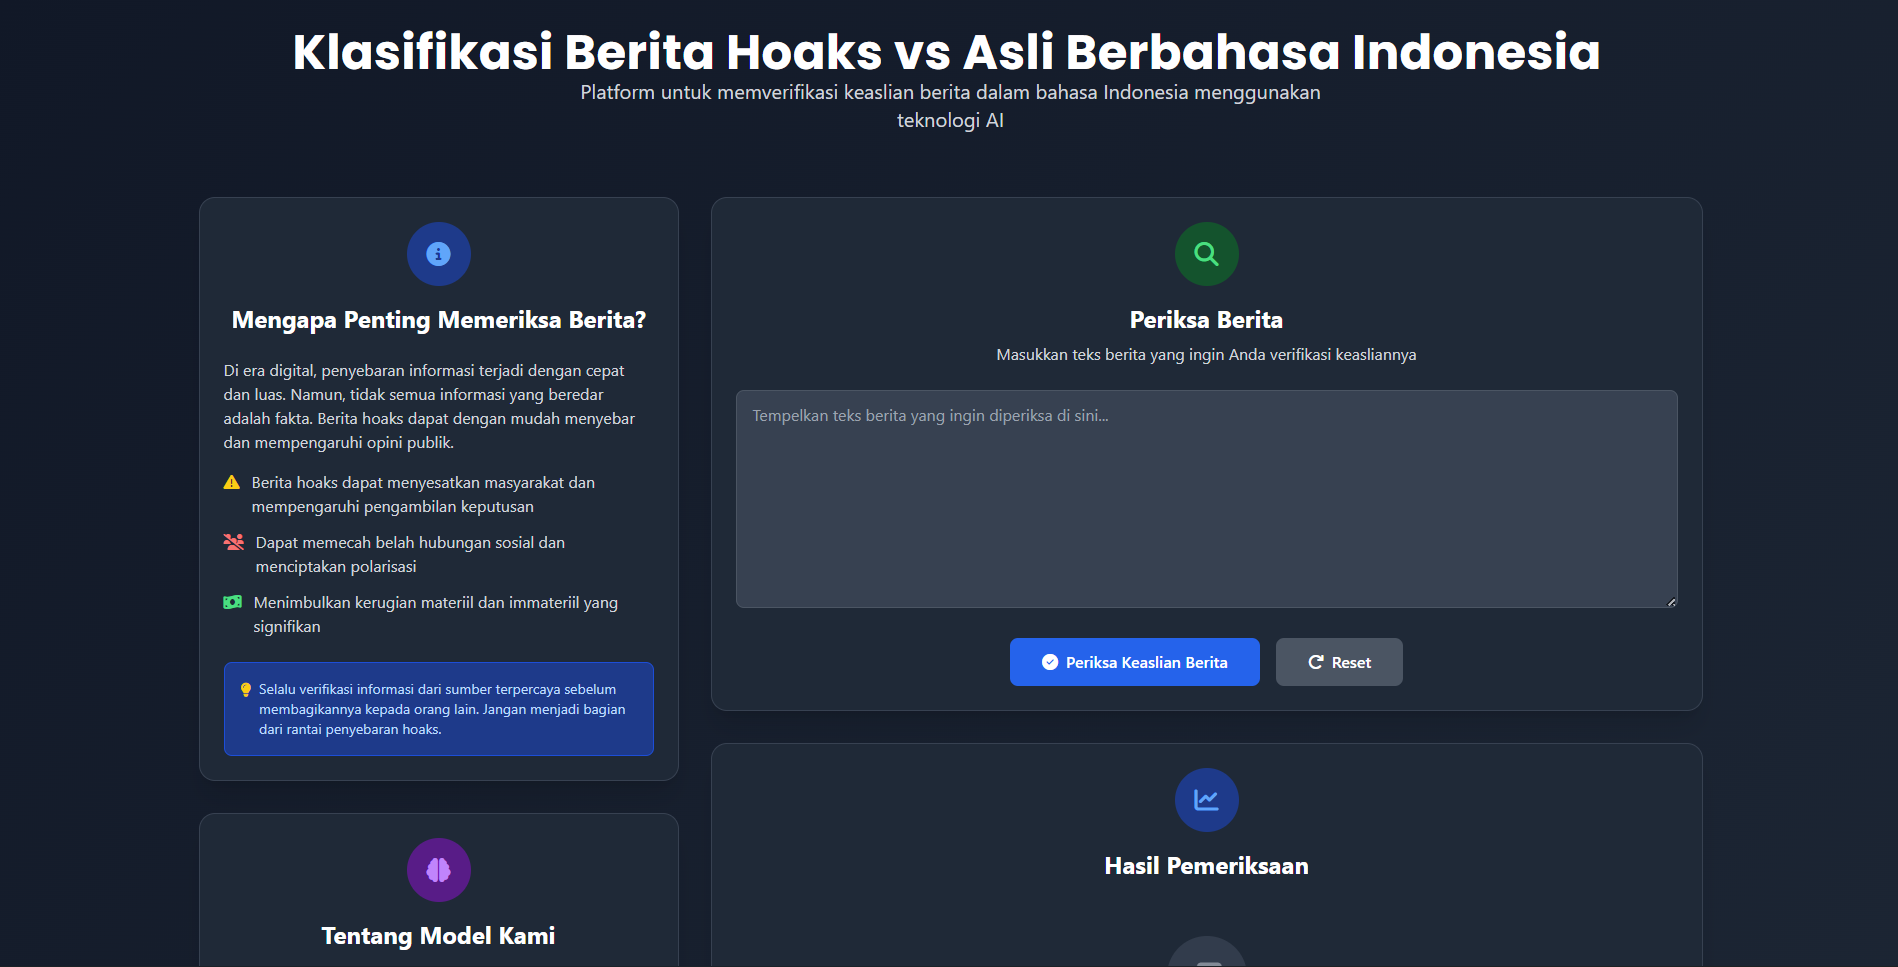 Klasifikasi Berita Hoaks vs Asli Berbahasa Indonesia
Platform untuk memverifikasi keaslian berita dalam bahasa Indonesia menggunakan
teknologi AI
Mengapa Penting Memeriksa Berita?
Di era digital, penyebaran informasi terjadi dengan cepat
dan luas. Namun, tidak semua informasi yang beredar
adalah fakta. Berita hoaks dapat dengan mudah menyebar
dan mempengaruhi opini publik.
Berita hoaks dapat menyesatkan masyarakat dan
mempengaruhi pengambilan keputusan
Dapat memecah belah hubungan sosial dan
menciptakan polarisasi
Menimbulkan kerugian materiil dan immateriil yang
signifikan
Selalu verifikasi informasi dari sumber terpercaya sebelum
membagikannya kepada orang lain. Jangan menjadi bagian
dari rantai penyebaran hoaks.
Tentang Model Kami
Periksa Berita
Masukkan teks berita yang ingin Anda verifikasi keasliannya
Tempelkan teks berita yang ingin diperiksa di sini...
Periksa Keaslian Berita
Reset
Hasil Pemeriksaan